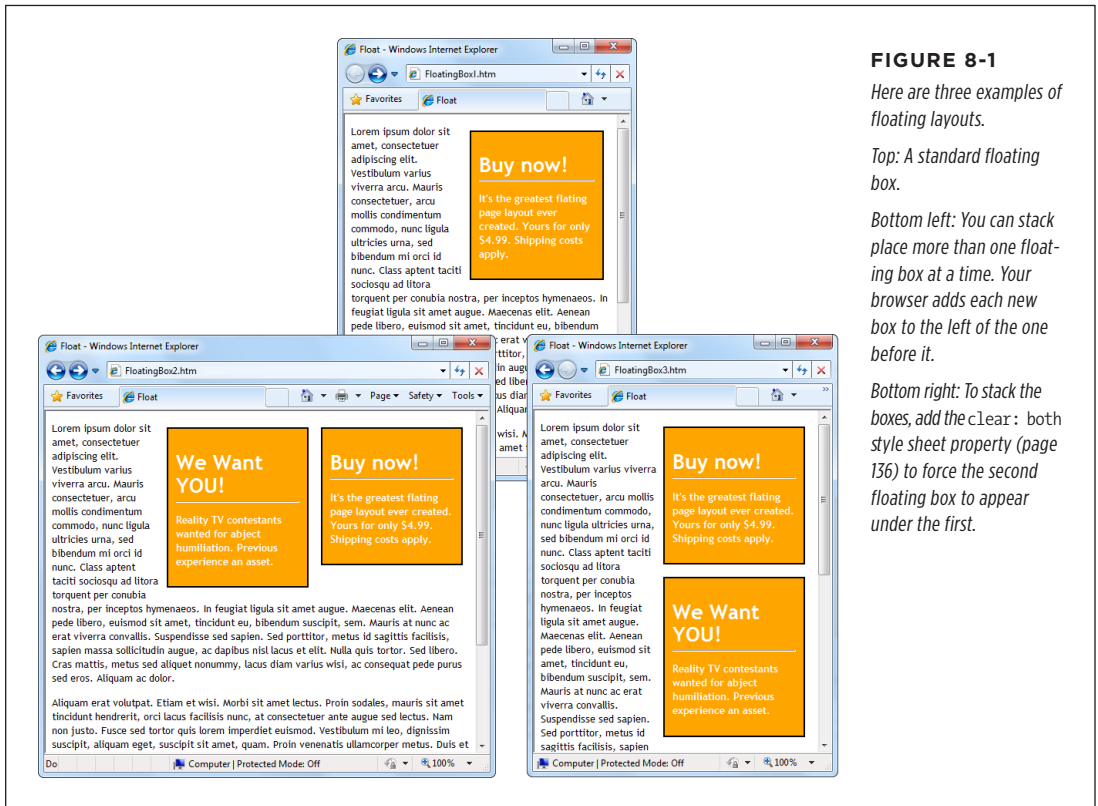 Float - Windows Internet Explorer
FloatingBox1.htm
Favorites
Float
Lorem ipsum dolor sit
amet, consectetuer
adipiscing elit.
Vestibulum varius
viverra arcu. Mauris
consectetuer, arcu
mollis condimentum
commodo, nunc ligula
ultricies urna, sed
bibendum mi orci id
nunc. Class aptent taciti
sociosqu ad litora
torquent per conubia nostra, per inceptos hymenaeos. In
feugiat ligula sit amet augue. Maecenas elit. Aenean
pede libero, euismod sit amet, tincidunt eu, bibendum
Buy now!
It's the greatest flating
page layout ever
created. Yours for only
$4.99. Shipping costs
apply.
erat
rttitor,
in augu
ed liber
us diam
Aliquam
wisi. M
amet
Float - Windows Internet Explorer
FloatingBox2.htm
Favorites
Float
Page
Safety
Tools
Lorem ipsum dolor sit
amet, consectetuer
adipiscing elit.
Vestibulum varius
viverra arcu. Mauris
consectetuer, arcu
mollis condimentum
commodo, nunc ligula
ultricies urna, sed
bibendum mi orci id
nunc. Class aptent
taciti sociosqu ad litora
torquent per conubia
nostra, per inceptos hymenaeos. In feugiat ligula sit amet augue. Maecenas elit. Aenean
pede libero, euismod sit amet, tincidunt eu, bibendum suscipit, sem. Mauris at nunc ac
erat viverra convallis. Suspendisse sed sapien. Sed porttitor, metus id sagittis facilisis,
sapien massa sollicitudin augue, ac dapibus nisl lacus et elit. Nulla quis tortor. Sed libero.
Cras mattis, metus sed aliquet nonummy, lacus diam varius wisi, ac consequat pede purus
sed eros. Aliquam ac dolor.
Aliquam erat volutpat. Etiam et wisi. Morbi sit amet lectus. Proin sodales, mauris sit amet
tincidunt hendrerit, orci lacus facilisis nunc, at consectetuer ante augue sed lectus. Nam
non justo. Fusce sed tortor quis lorem imperdiet euismod. Vestibulum mi leo, dignissim
suscipit, aliquam eget, suscipit sit amet, quam. Proin venenatis ullamcorper metus. Duis et
We Want
YOU!
Reality TV contestants
wanted for abject
humiliation. Previous
experience an asset.
Buy now!
It's the greatest flating
page layout ever created.
Yours for only $4.99.
Shipping costs apply.
Do
Computer | Protected Mode: Off
100%
Float - Windows Internet Explorer
FloatingBox3.htm
Favorites
Float
Lorem ipsum dolor sit
amet, consectetuer
adipiscing elit.
Vestibulum varius viverra
arcu. Mauris
consectetuer, arcu mollis
condimentum commodo,
nunc ligula ultricies urna,
sed bibendum mi orci id
nunc. Class aptent taciti
sociosqu ad litora
torquent per conubia
nostra, per inceptos
hymenaeos. In feugiat
ligula sit amet augue.
Maecenas elit. Aenean
pede libero, euismod sit
amet, tincidunt eu,
bibendum suscipit, sem.
Mauris at nunc ac erat
viverra convallis.
Suspendisse sed sapien.
Sed porttitor, metus id
sagittis facilisis, sapien
Buy now!
It's the greatest flating
page layout ever created.
Yours for only $4.99.
Shipping costs apply.
We Want
YOU!
Reality TV contestants
wanted for abject
humiliation. Previous
experience an asset.
Computer | Protected Mode: Off
100%
FIGURE 8-1
Here are three examples of
floating layouts.
Top: A standard floating
box.
Bottom left: You can stack
place more than one float-
ing box at a time. Your
browser adds each new
box to the left of the one
before it.
Bottom right: To stack the
boxes, add the clear: both
style sheet property (page
136) to force the second
floating box to appear
under the first.